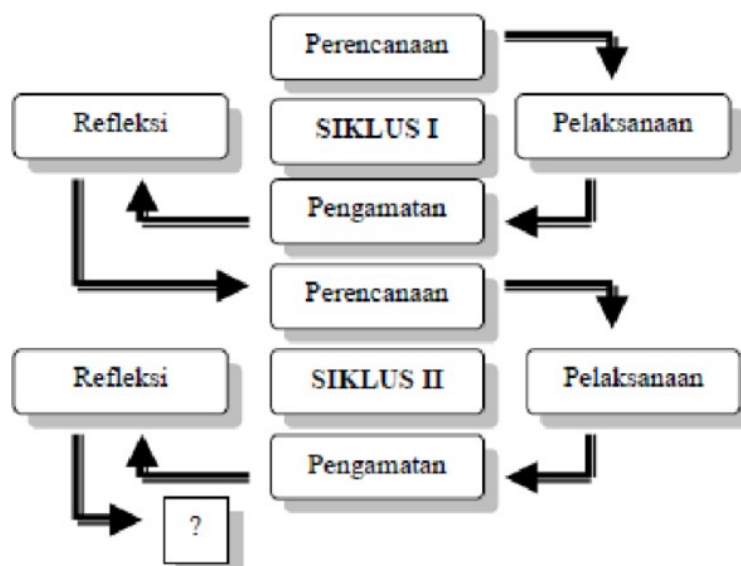 Perencanaan
Refleksi
SIKLUS I
Pelaksanaan
Pengamatan
Perencanaan
Refleksi
SIKLUS II
Pelaksanaan
Pengamatan
?